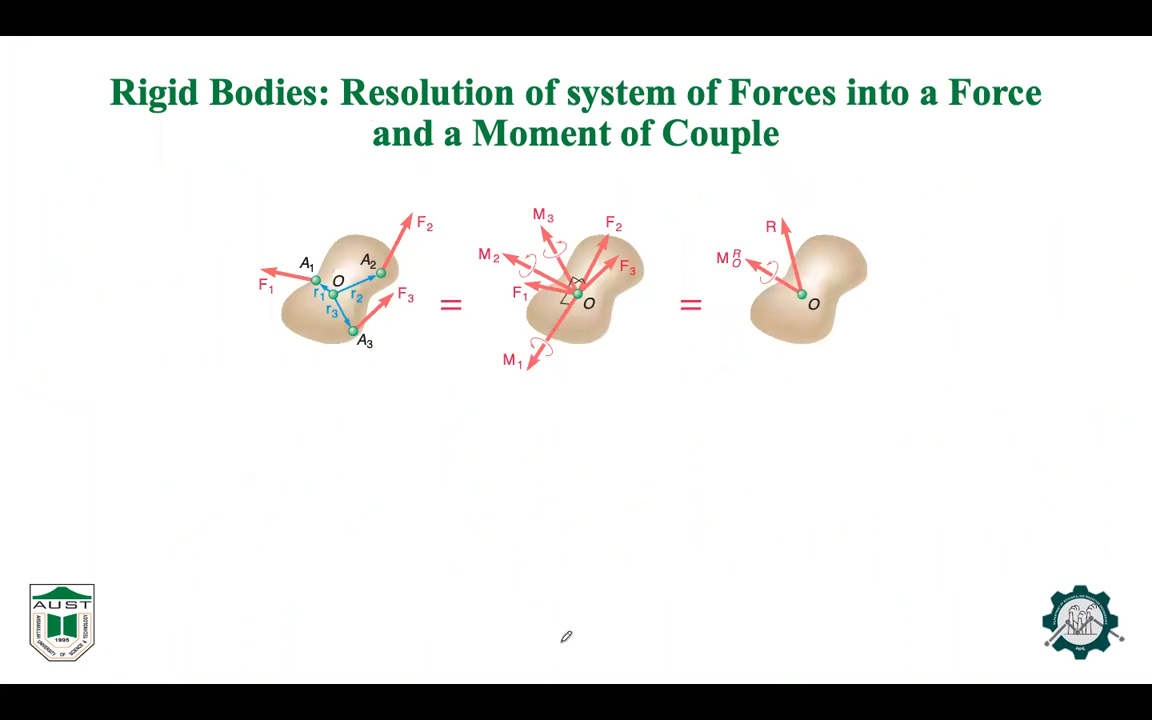 Rigid Bodies: Resolution of system of Forces into a Force
and a Moment of Couple
F1
A1
O
A2
F2
r1
r2
r3
F3
A3
=
M3
M2
F1
F2
F3
O
M1
=
R
M R O
O
AUST
1995